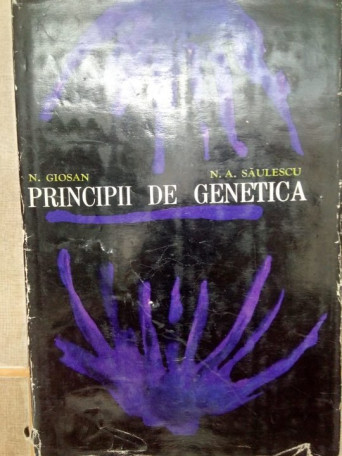 N. GIOSAN N. A. SĂULESCU
PRINCIPII DE GENETICA